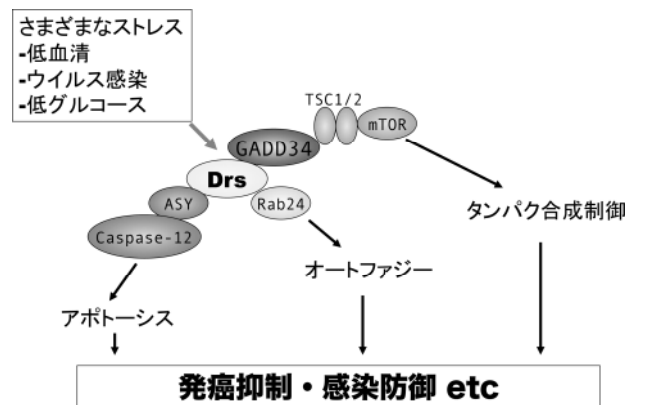 さまざまなストレス
-低血清
-ウイルス感染
-低グルコース
TSC1/2
mTOR
GADD34
Drs
ASY
Rab24
Caspase-12
タンパク合成制御
オートファジー
アポトーシス
発癌抑制・感染防御 etc